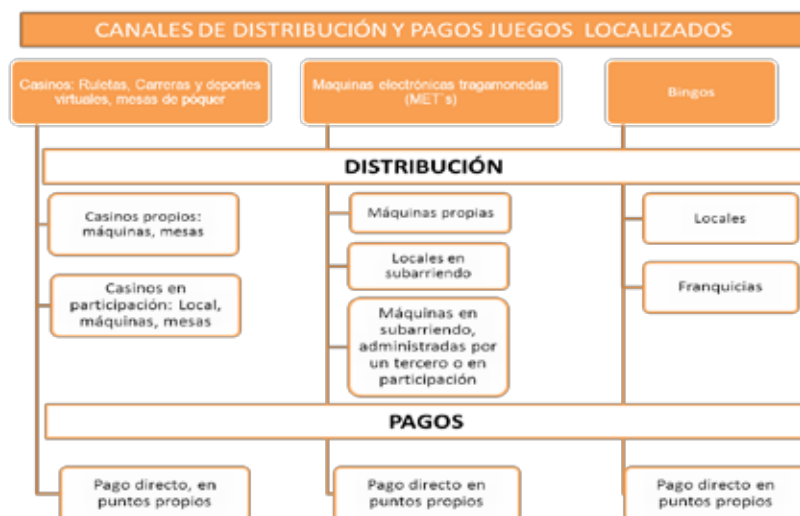 CANALES DE DISTRIBUCIÓN Y PAGOS JUEGOS LOCALIZADOS
Casinos: Ruletas, Carreras y deportes
virtuales, mesas de póquer
Maquinas electrónicas tragamonedas
(MET`s)
Bingos
DISTRIBUCIÓN
Casinos propios:
máquinas, mesas
Casinos en
participación: Local,
máquinas, mesas
Máquinas propias
Locales en
subarriendo
Máquinas en
subarriendo,
administradas por
un tercero o en
participación
Locales
Franquicias
PAGOS
Pago directo, en
puntos propios
Pago directo en
puntos propios
Pago directo en
puntos propios